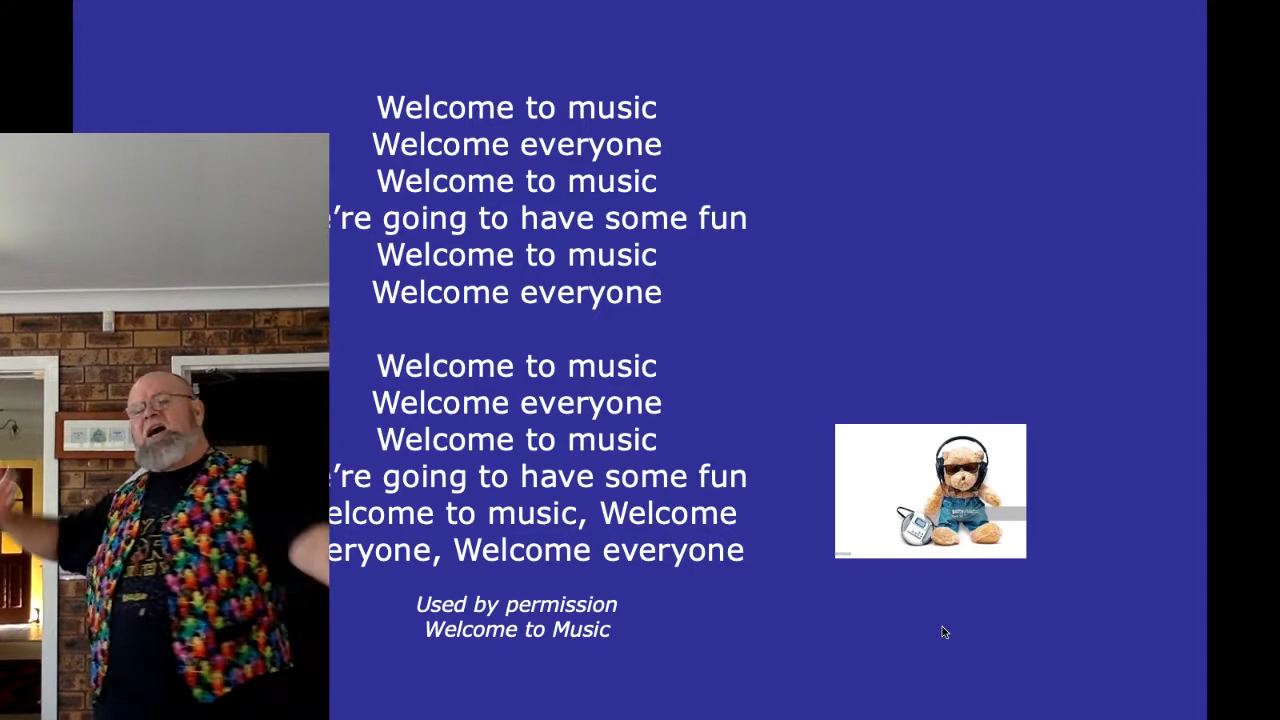 Welcome to music
Welcome everyone
Welcome to music
’re going to have some fun
Welcome to music
Welcome everyone
Welcome to music
Welcome everyone
Welcome to music
’re going to have some fun
elcome to music, Welcome
eryone, Welcome everyone
Used by permission
Welcome to Music